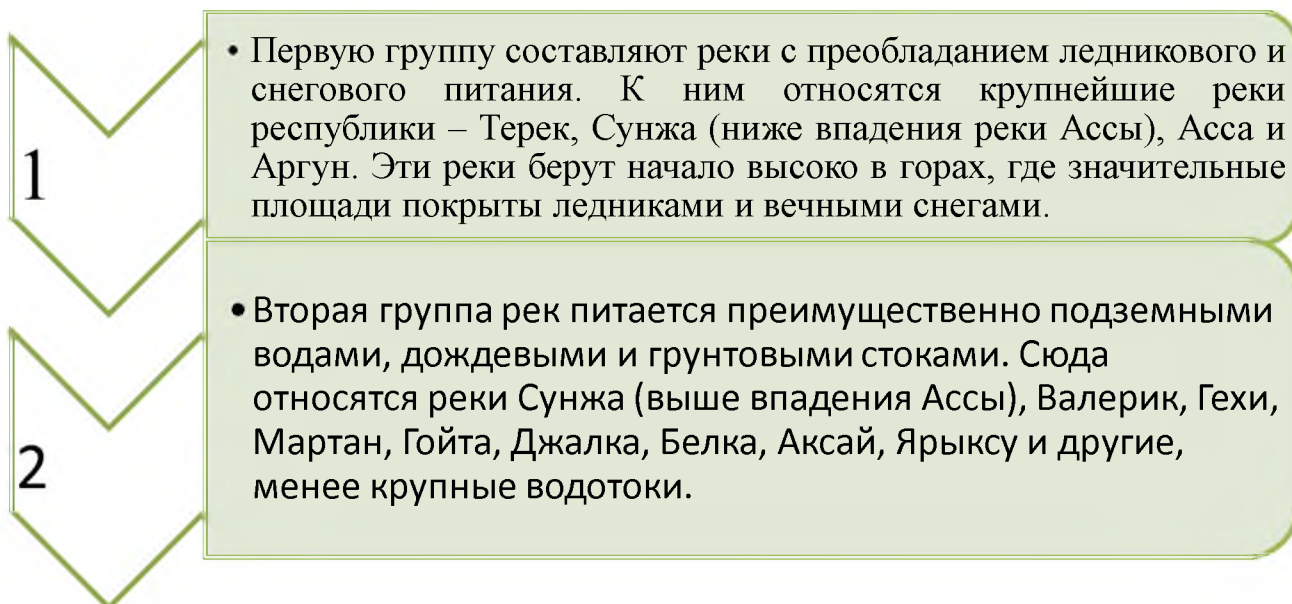 1
• Первую группу составляют реки с преобладанием ледникового и
снегового питания. К ним относятся крупнейшие реки
республики – Терек, Сунжа (ниже впадения реки Ассы), Асса и
Аргун. Эти реки берут начало высоко в горах, где значительные
площади покрыты ледниками и вечными снегами.
2
• Вторая группа рек питается преимущественно подземными
водами, дождевыми и грунтовыми стоками. Сюда
относятся реки Сунжа (выше впадения Ассы), Валерик, Гехи,
Мартан, Гойта, Джалка, Белка, Аксай, Ярыксу и другие,
менее крупные водотоки.